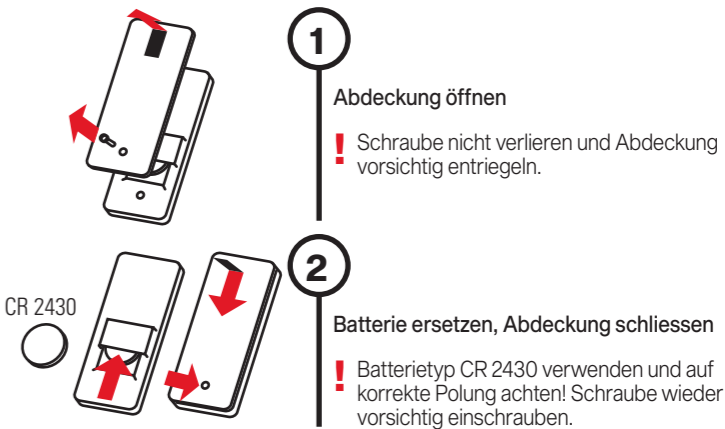 1
Abdeckung öffnen
! Schraube nicht verlieren und Abdeckung
vorsichtig entriegeln.
2
CR 2430
Batterie ersetzen, Abdeckung schliessen
! Batterietyp CR 2430 verwenden und auf
korrekte Polung achten! Schraube wieder
vorsichtig einschrauben.